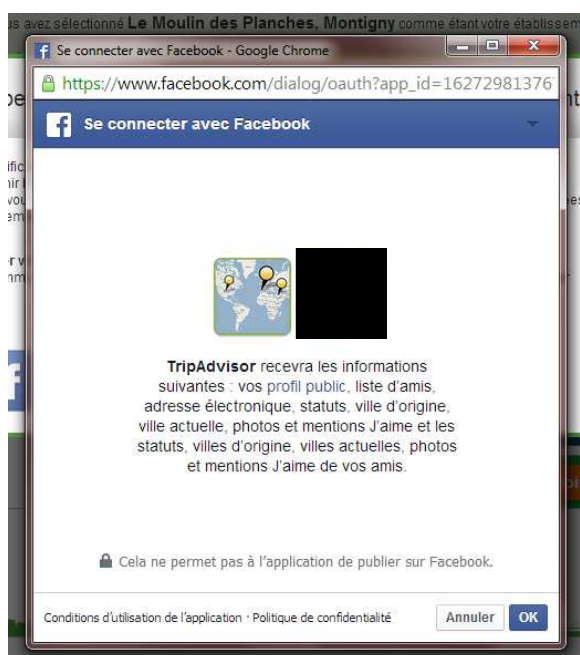 us avez sélectionné Le Moulin des Planches, Montigny comme étant votre établissem
Se connecter avec Facebook - Google Chrome
https://www.facebook.com/dialog/oauth?app_id=16272981376
Se connecter avec Facebook
TripAdvisor recevra les informations
suivantes : vos profil public, liste d'amis,
adresse électronique, statuts, ville d'origine,
ville actuelle, photos et mentions J'aime et les
statuts, villes d'origine, villes actuelles, photos
et mentions J'aime de vos amis.
Cela ne permet pas à l'application de publier sur Facebook.
Conditions d'utilisation de l'application · Politique de confidentialité
Annuler OK